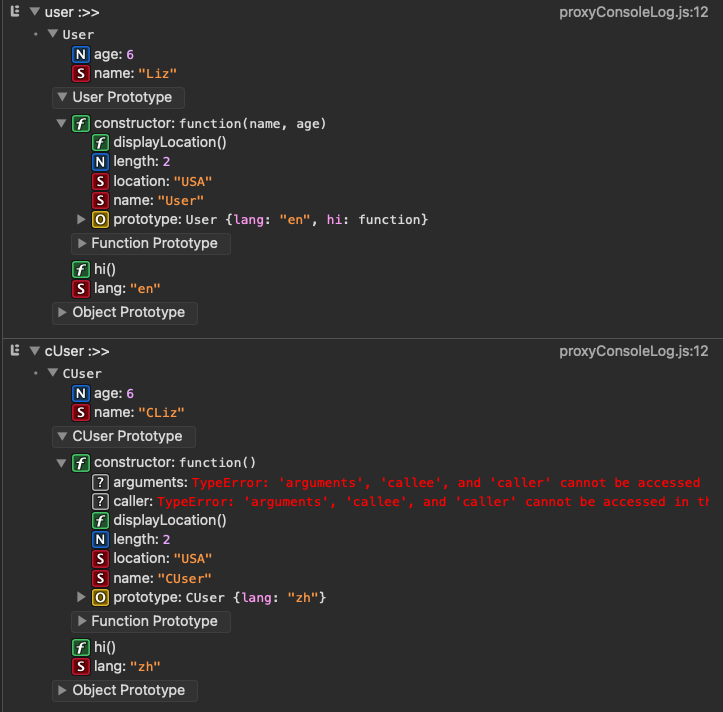 user :>> proxyConsoleLog.js:12
User
N age: 6
S name: "Liz"
User Prototype
f constructor: function(name, age)
f displayLocation()
N length: 2
S location: "USA"
S name: "User"
O prototype: User {lang: "en", hi: function}
Function Prototype
f hi()
S lang: "en"
Object Prototype
cUser :>> proxyConsoleLog.js:12
CUser
N age: 6
S name: "CLiz"
CUser Prototype
f constructor: function()
? arguments: TypeError: 'arguments', 'callee', and 'caller' cannot be accessed
? caller: TypeError: 'arguments', 'callee', and 'caller' cannot be accessed in th
f displayLocation()
N length: 2
S location: "USA"
S name: "CUser"
O prototype: CUser {lang: "zh"}
Function Prototype
f hi()
S lang: "zh"
Object Prototype